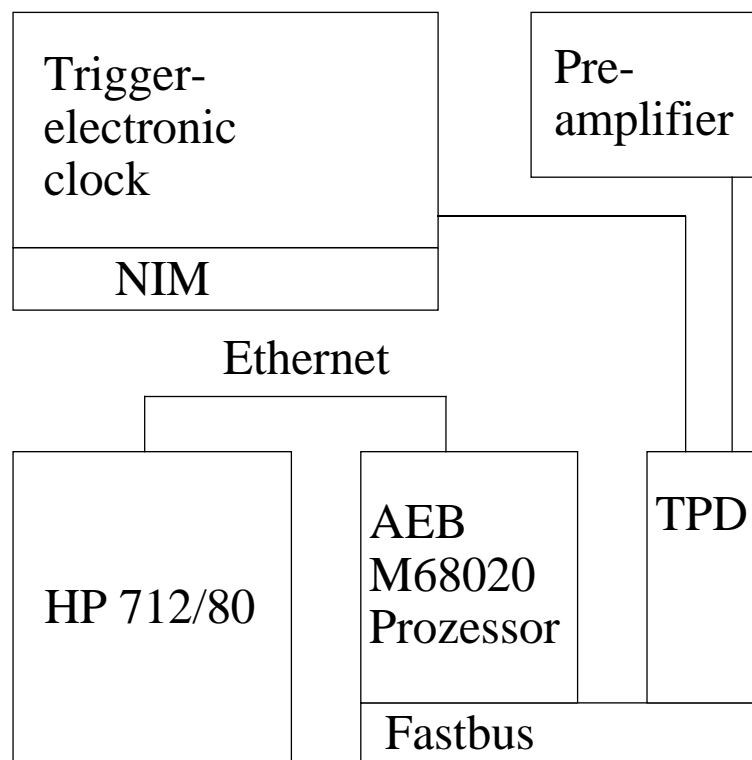 Trigger-
electronic
clock
NIM
Pre-
amplifier
Ethernet
HP 712/80
AEB
M68020
Prozessor
TPD
Fastbus